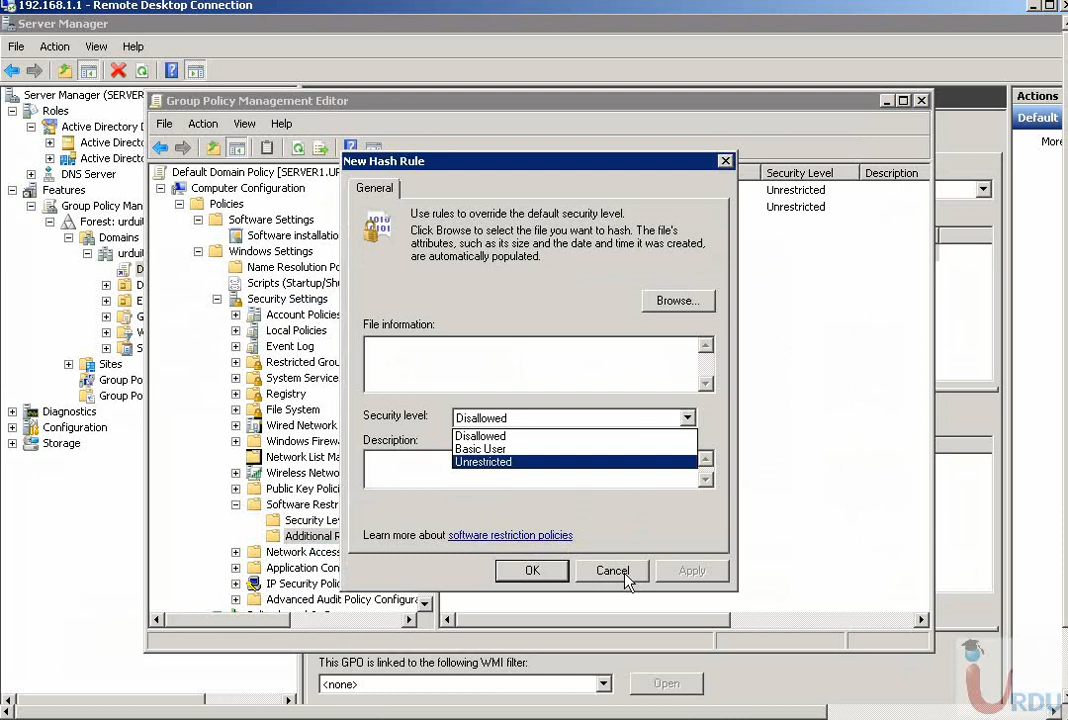 192.168.1.1 - Remote Desktop Connection
Server Manager
File Action View Help
Server Manager (SERVER
Roles
Active Directory D
Active Directo
Active Directo
DNS Server
Features
Group Policy Man
Forest: urduit
Domains
urduit
D
D
E
G
W
S
Sites
Group Po
Group Po
Diagnostics
Configuration
Storage
Group Policy Management Editor
File Action View Help
Default Domain Policy [SERVER1.UR
Computer Configuration
Policies
Software Settings
Software installatio
Windows Settings
Name Resolution Po
Scripts (Startup/Shu
Security Settings
Account Policies
Local Policies
Event Log
Restricted Grou
System Service
Registry
File System
Wired Network
Windows Firew
Network List Ma
Wireless Netwo
Public Key Polici
Software Restr
Security Le
Additional R
Network Access
Application Con
IP Security Polic
Advanced Audit Policy Configura
Security Level Description
Unrestricted
Unrestricted
New Hash Rule
General
Use rules to override the default security level.
Click Browse to select the file you want to hash. The file's
attributes, such as its size and the date and time it was created,
are automatically populated.
Browse...
File information:
Security level: Disallowed
Disallowed
Basic User
Unrestricted
Description:
Learn more about software restriction policies
OK Cancel Apply
Actions
Default
More
This GPO is linked to the following WMI filter:
<none> Open
URDU